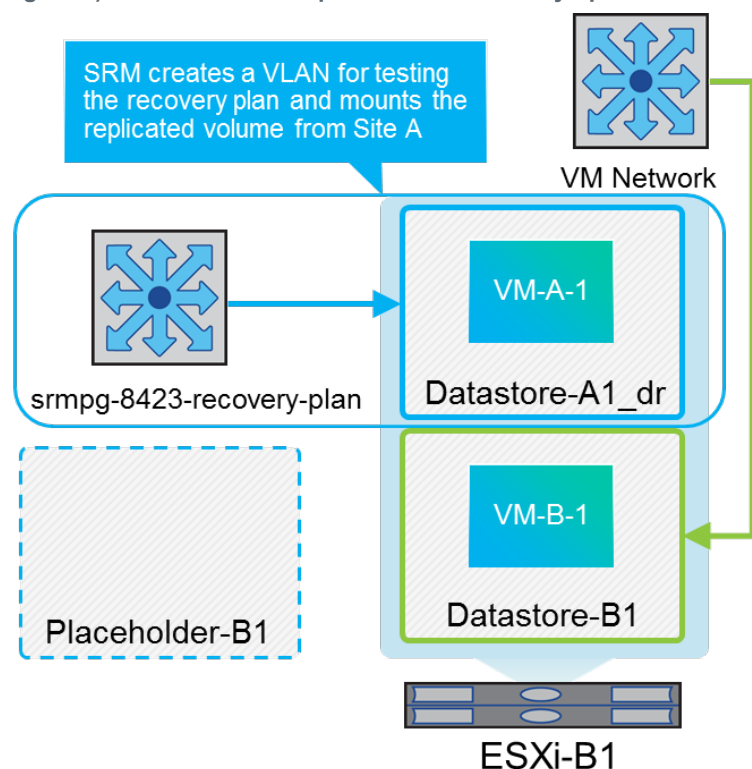 SRM creates a VLAN for testing
the recovery plan and mounts the
replicated volume from Site A
VM Network
VM-A-1
srmpg-8423-recovery-plan
Datastore-A1_dr
VM-B-1
Placeholder-B1
Datastore-B1
ESXi-B1